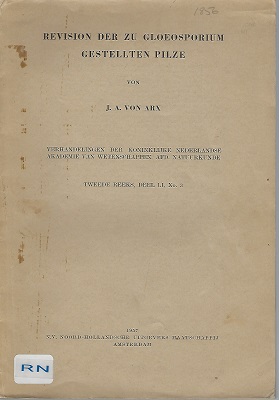 1856
REVISION DER ZU GLOEOSPORIUM
GESTELLTEN PILZE
VON
J. A. VON ARX
VERHANDELINGEN DER KONINKLIJKE NEDERLANDSE
AKADEMIE VAN WETENSCHAPPEN, AFD. NATUURKUNDE
TWEEDE REEKS, DEEL LI, No. 3
1957
N.V. NOORD-HOLLANDSCHE UITGEVERS MAATSCHAPPIJ
AMSTERDAM
RN